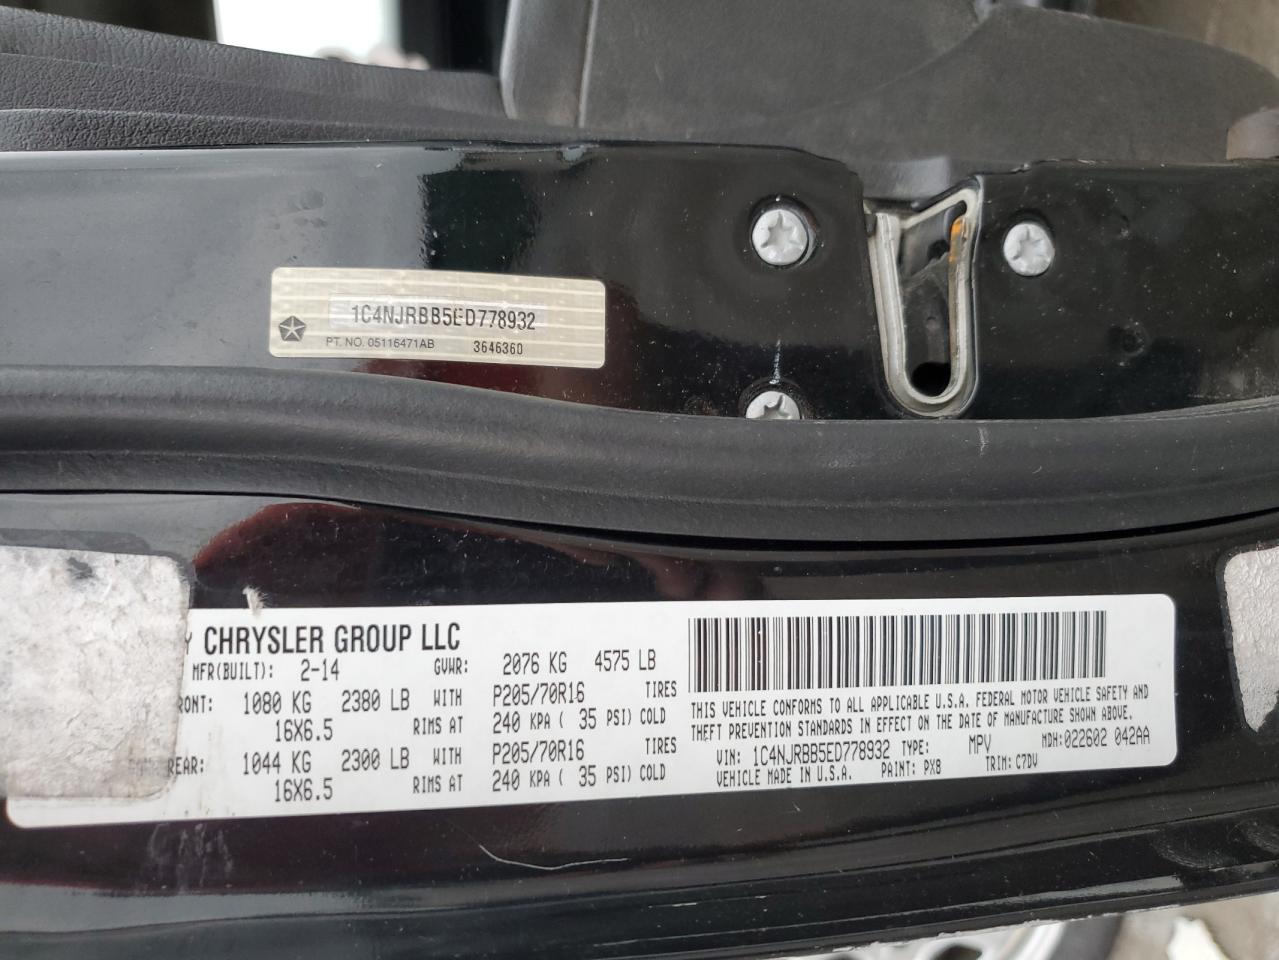 1C4NJRBB5ED778932
PT. NO. 05116471AB 3646360
Y CHRYSLER GROUP LLC
MFR(BUILT): 2-14 GVWR: 2076 KG 4575 LB
RONT: 1080 KG 2380 LB WITH P205/70R16 TIRES
16X6.5 RIMS AT 240 KPA ( 35 PSI) COLD
REAR: 1044 KG 2300 LB WITH P205/70R16 TIRES
16X6.5 RIMS AT 240 KPA ( 35 PSI) COLD
THIS VEHICLE CONFORMS TO ALL APPLICABLE U.S.A. FEDERAL MOTOR VEHICLE SAFETY AND
THEFT PREVENTION STANDARDS IN EFFECT ON THE DATE OF MANUFACTURE SHOWN ABOVE.
VIN: 1C4NJRBB5ED778932 TYPE: MPV MDH: 022602 042AA
VEHICLE MADE IN U.S.A. PAINT: PX8 TRIM: C7DV